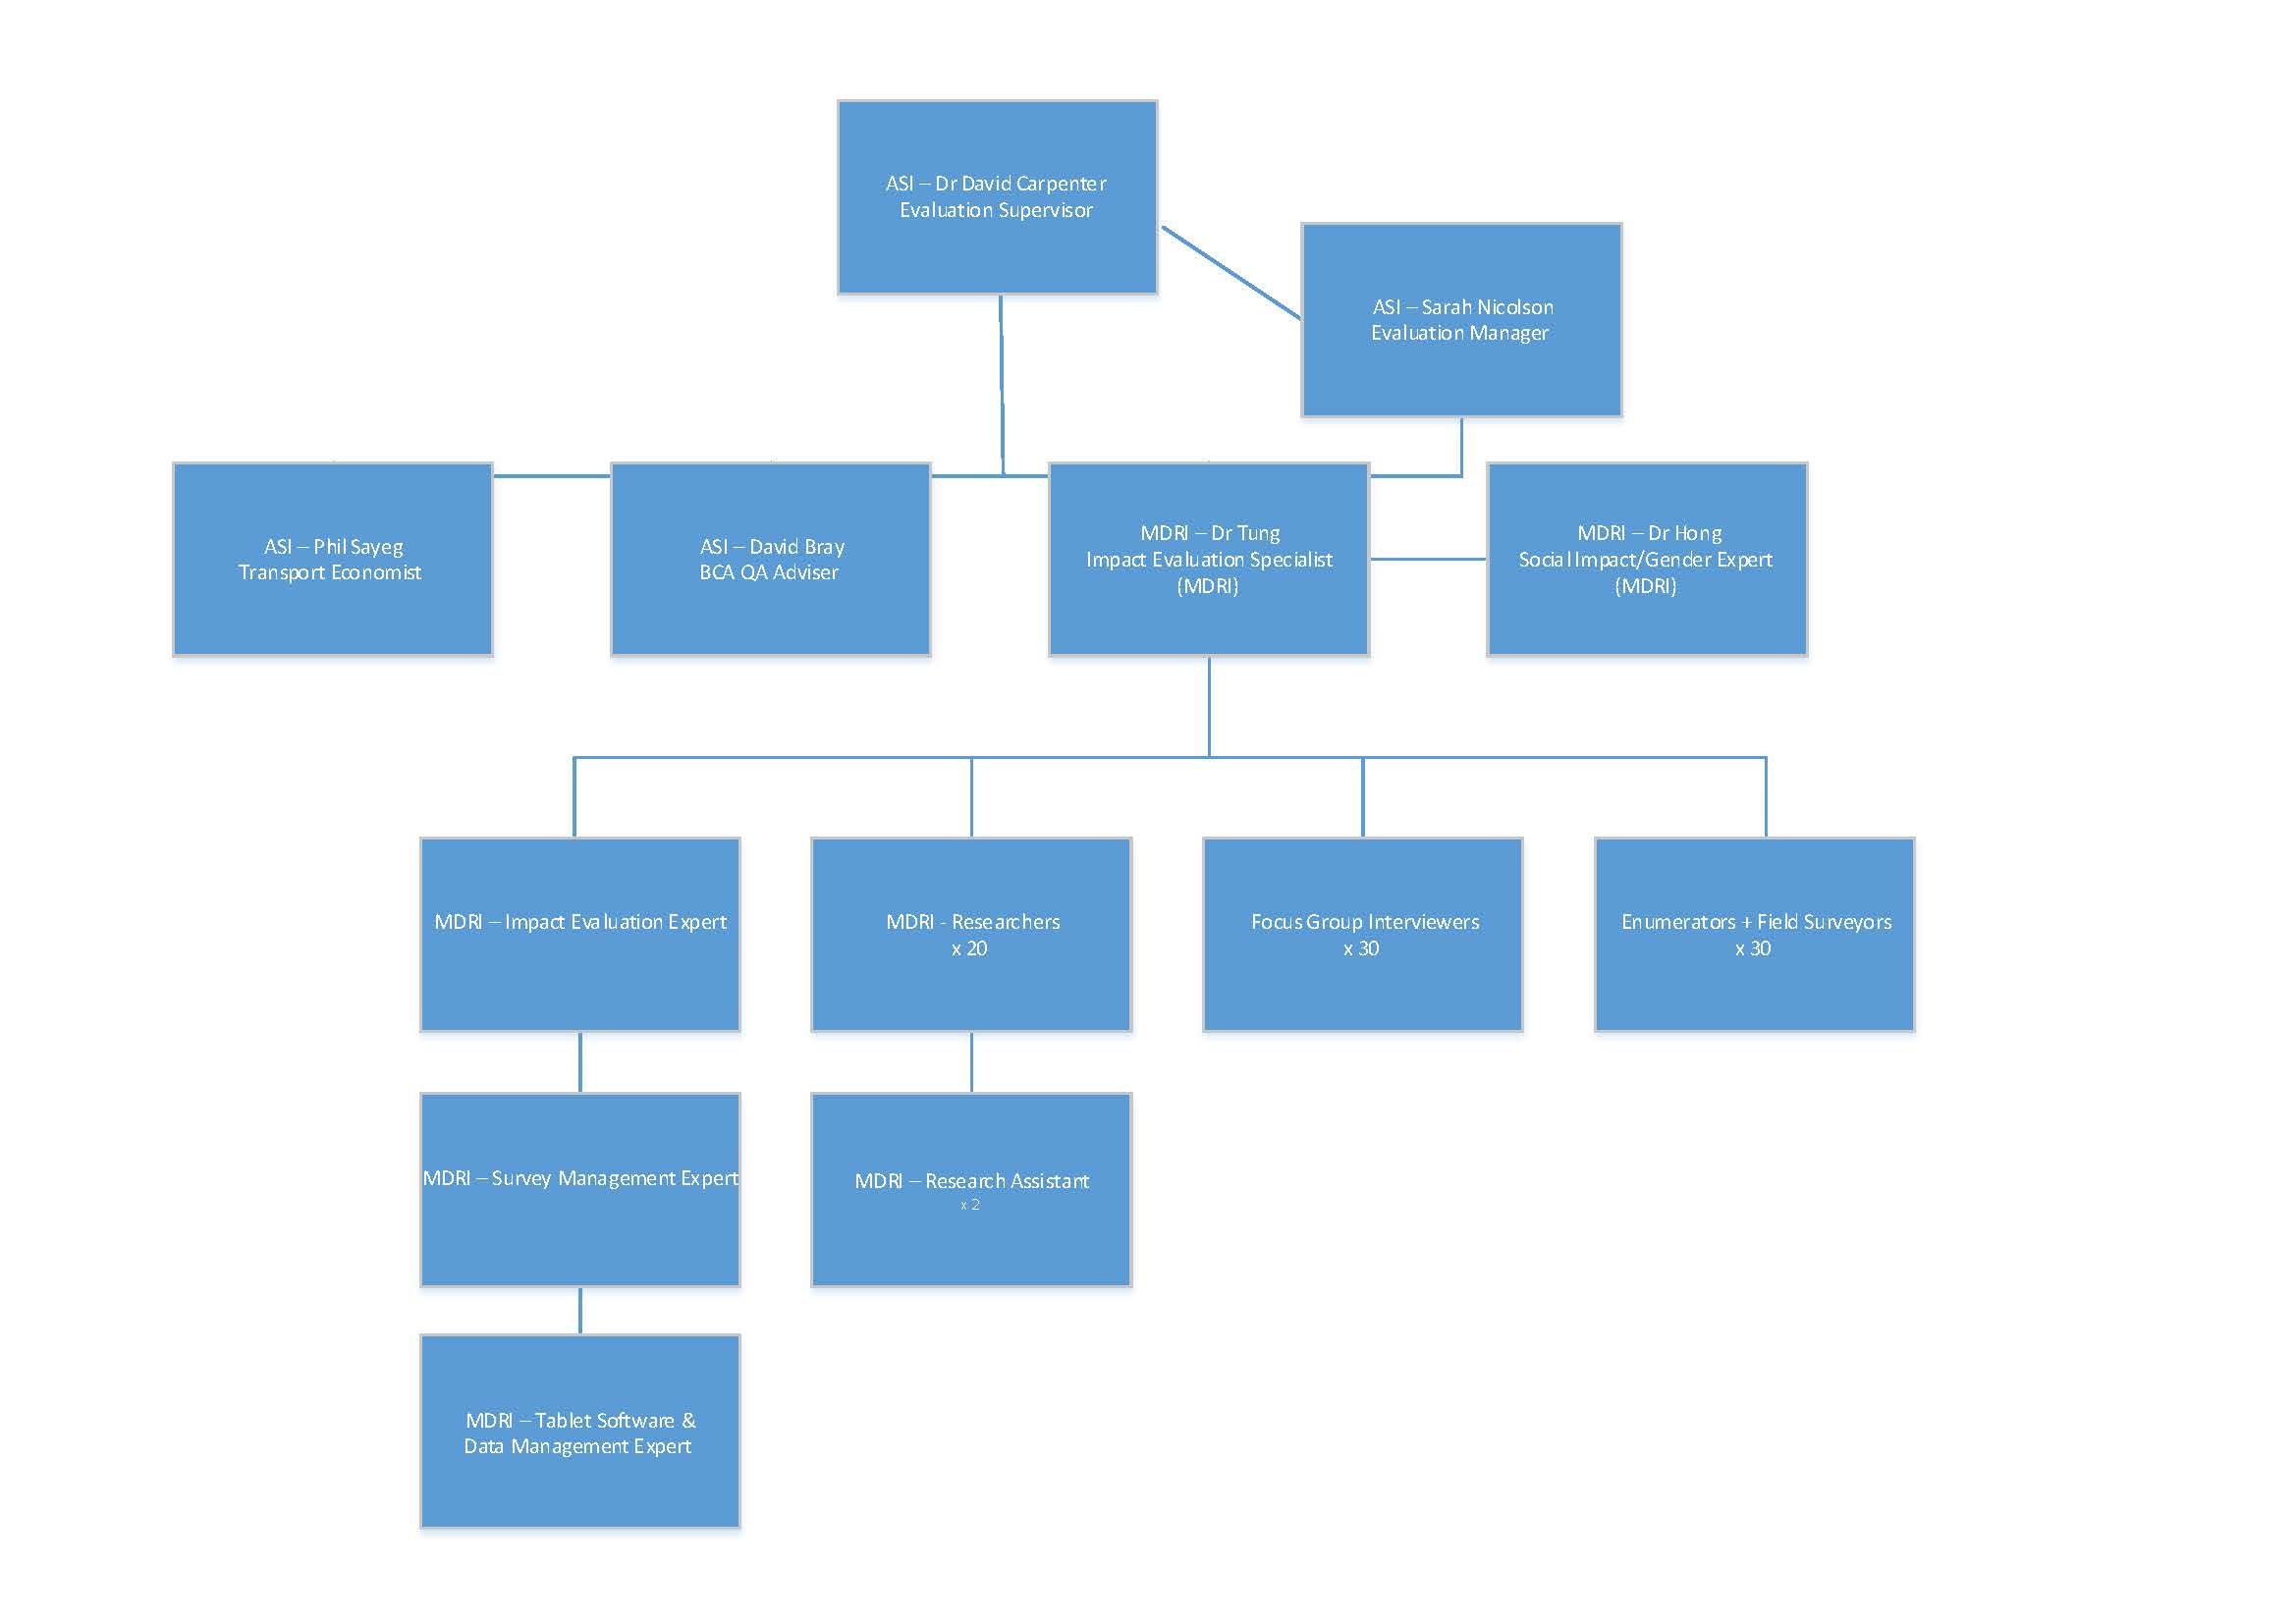 ASI – Dr David Carpenter
Evaluation Supervisor
ASI – Sarah Nicolson
Evaluation Manager
ASI – Phil Sayeg
Transport Economist
ASI – David Bray
BCA QA Adviser
MDRI – Dr Tung
Impact Evaluation Specialist
(MDRI)
MDRI – Dr Hong
Social Impact/Gender Expert
(MDRI)
MDRI – Impact Evaluation Expert
MDRI - Researchers
x 20
Focus Group Interviewers
x 30
Enumerators + Field Surveyors
x 30
MDRI – Survey Management Expert
MDRI – Research Assistant
x 2
MDRI – Tablet Software &
Data Management Expert